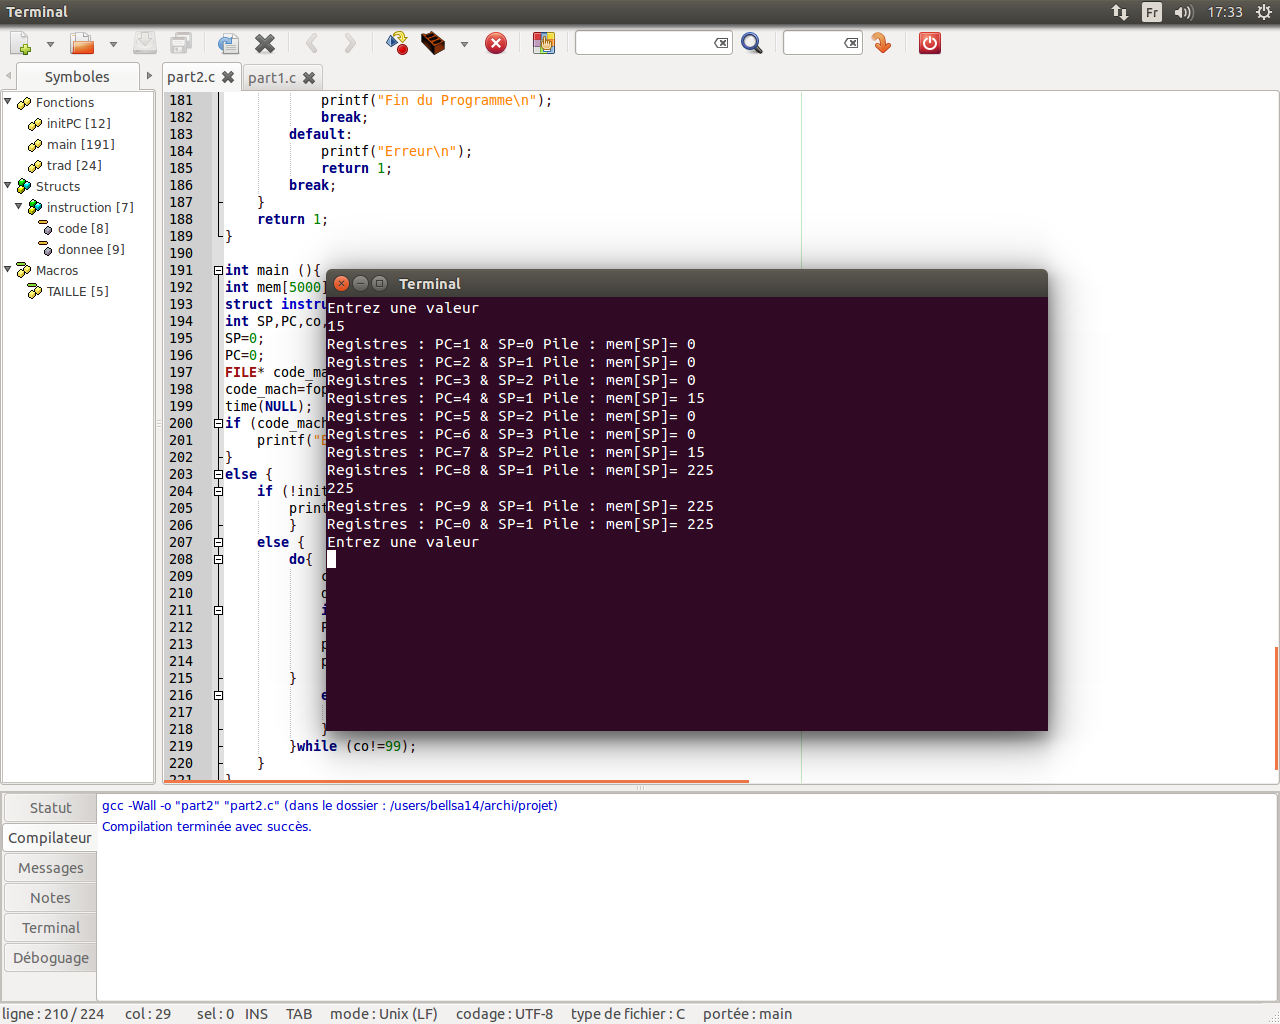 Terminal
Fr
17:33
Symboles
part2.c
part1.c
Fonctions
initPC [12]
main [191]
trad [24]
Structs
instruction [7]
code [8]
donnee [9]
Macros
TAILLE [5]
181 printf("Fin du Programme\n");
182 break;
183 default:
184 printf("Erreur\n");
185 return 1;
186 break;
187 }
188 return 1;
189 }
190
191 int main (){
192 int mem[5000]
193 struct instru
194 int SP,PC,co,
195 SP=0;
196 PC=0;
197 FILE* code_ma
198 code_mach=fop
199 time(NULL);
200 if (code_mach
201 printf("E
202 }
203 else {
204 if (!init
205 print
206 }
207 else {
208 do{
209 c
210
211 i
212 P
213 p
214 p
215 }
216 e
217
218 }
219 }while (co!=99);
220 }
221 }
Terminal
Entrez une valeur
15
Registres : PC=1 & SP=0 Pile : mem[SP]= 0
Registres : PC=2 & SP=1 Pile : mem[SP]= 0
Registres : PC=3 & SP=2 Pile : mem[SP]= 0
Registres : PC=4 & SP=1 Pile : mem[SP]= 15
Registres : PC=5 & SP=2 Pile : mem[SP]= 0
Registres : PC=6 & SP=3 Pile : mem[SP]= 0
Registres : PC=7 & SP=2 Pile : mem[SP]= 15
Registres : PC=8 & SP=1 Pile : mem[SP]= 225
225
Registres : PC=9 & SP=1 Pile : mem[SP]= 225
Registres : PC=0 & SP=1 Pile : mem[SP]= 225
Entrez une valeur
Statut
Compilateur
Messages
Notes
Terminal
Déboguage
gcc -Wall -o "part2" "part2.c" (dans le dossier : /users/bellsa14/archi/projet)
Compilation terminée avec succès.
ligne : 210 / 224 col : 29 sel : 0 INS TAB mode : Unix (LF) codage : UTF-8 type de fichier : C portée : main